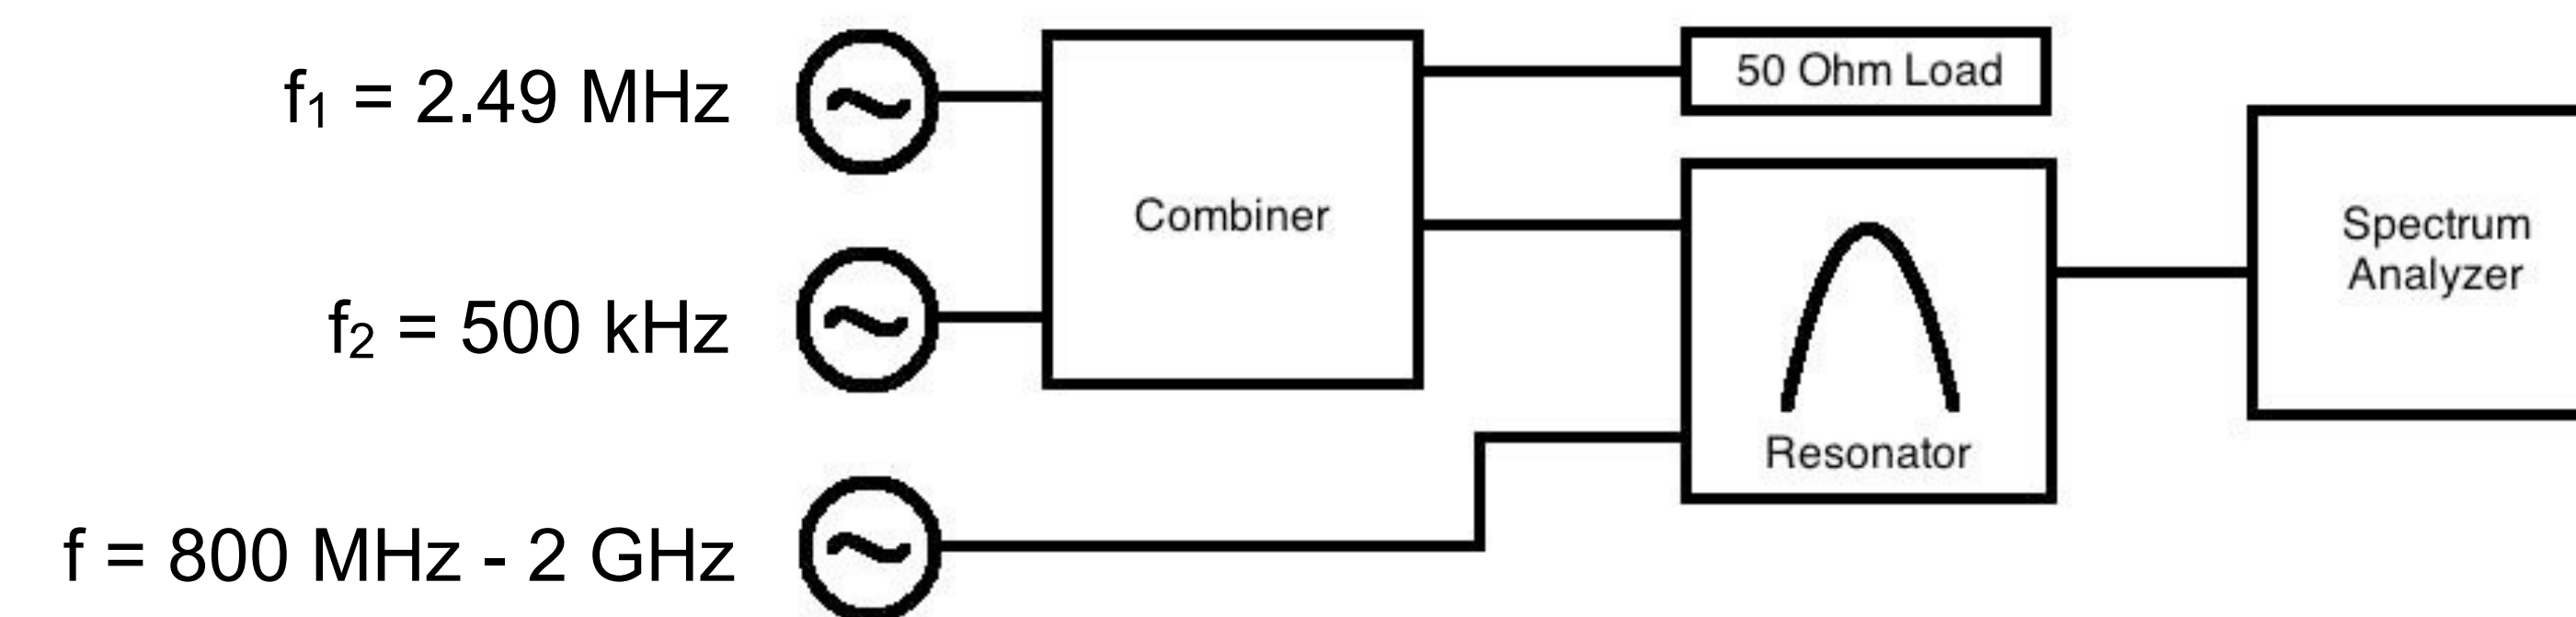 f₁ = 2.49 MHz
50 Ohm Load
Combiner
Spectrum
Analyzer
f₂ = 500 kHz
Resonator
f = 800 MHz - 2 GHz